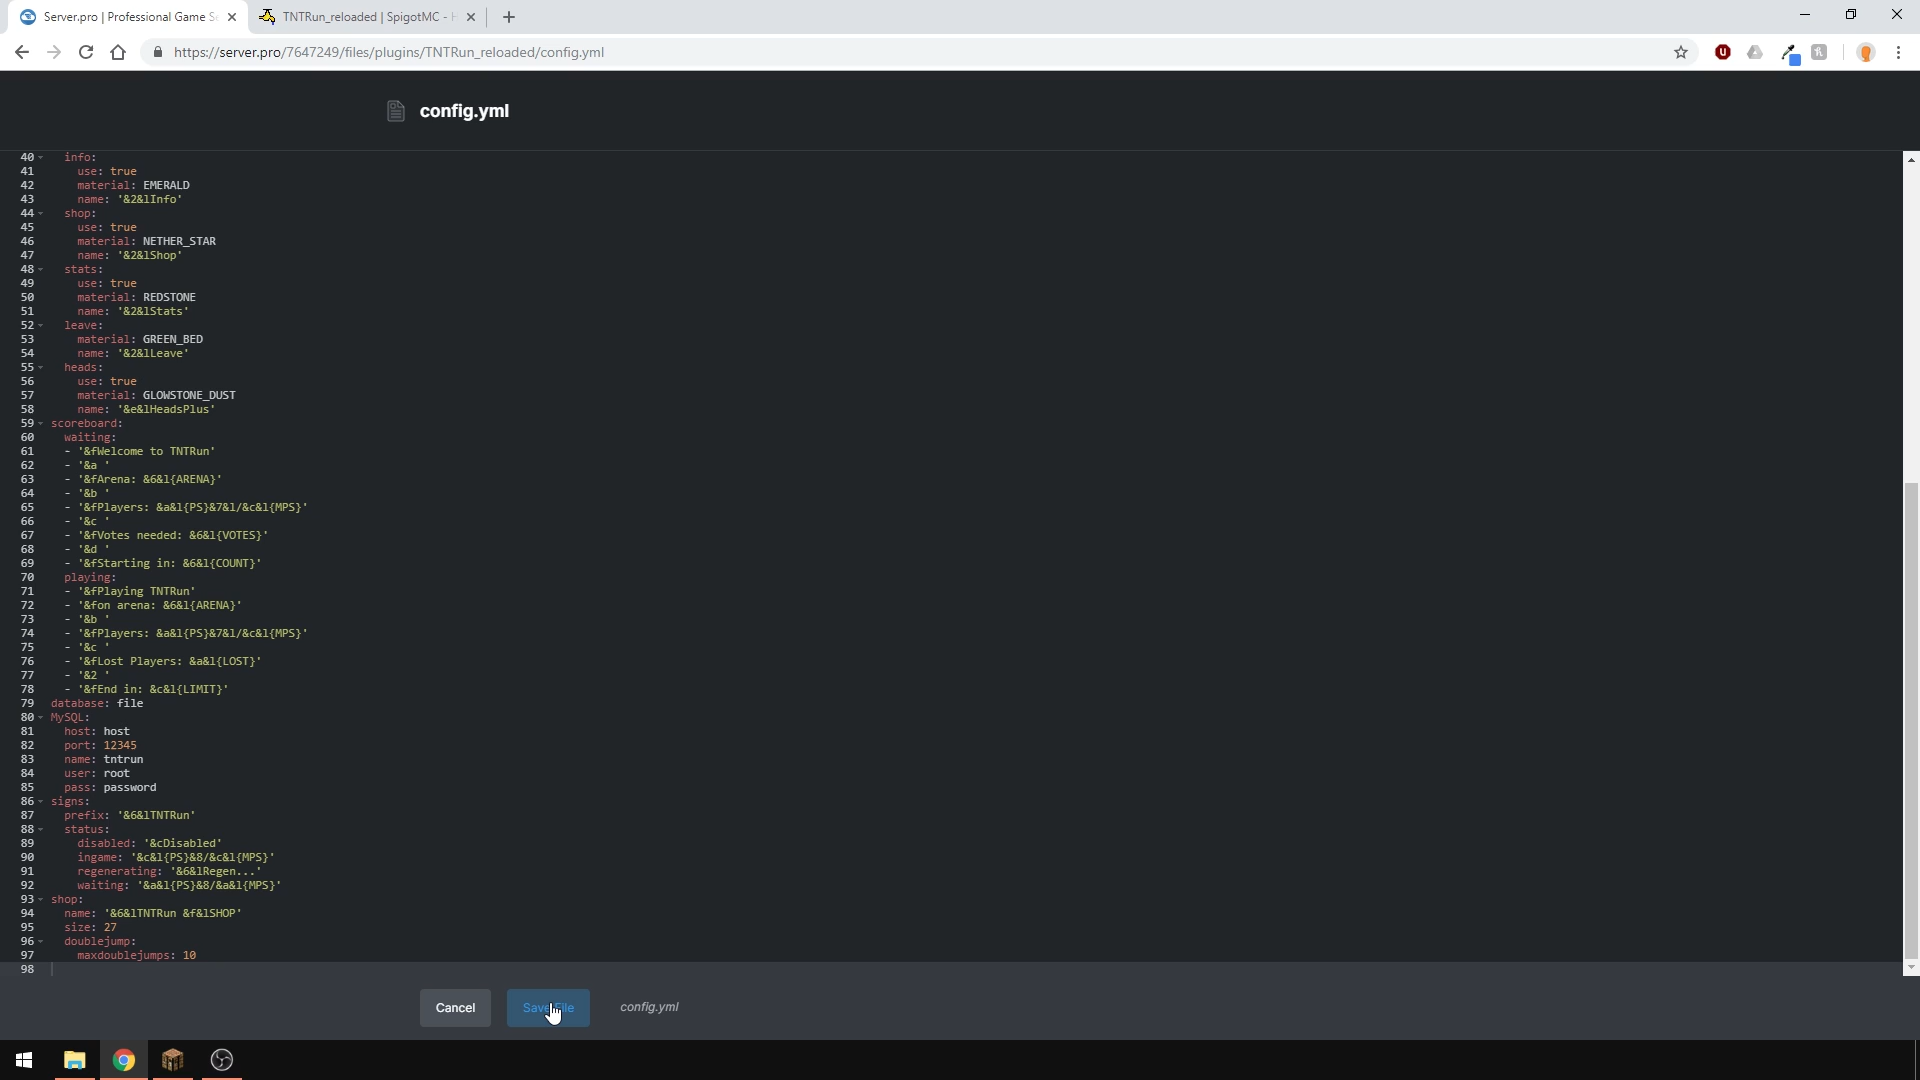 Server.pro | Professional Game S
TNTRun_reloaded | SpigotMC - H
https://server.pro/7647249/files/plugins/TNTRun_reloaded/config.yml
config.yml
40 info:
41 use: true
42 material: EMERALD
43 name: '&2&lInfo'
44 shop:
45 use: true
46 material: NETHER_STAR
47 name: '&2&lShop'
48 stats:
49 use: true
50 material: REDSTONE
51 name: '&2&lStats'
52 leave:
53 material: GREEN_BED
54 name: '&2&lLeave'
55 heads:
56 use: true
57 material: GLOWSTONE_DUST
58 name: '&e&lHeadsPlus'
59 scoreboard:
60 waiting:
61 - '&fWelcome to TNTRun'
62 - '&a '
63 - '&fArena: &6&l{ARENA}'
64 - '&b '
65 - '&fPlayers: &a&l{PS}&7&l/&c&l{MPS}'
66 - '&c '
67 - '&fVotes needed: &6&l{VOTES}'
68 - '&d '
69 - '&fStarting in: &6&l{COUNT}'
70 playing:
71 - '&fPlaying TNTRun'
72 - '&fon arena: &6&l{ARENA}'
73 - '&b '
74 - '&fPlayers: &a&l{PS}&7&l/&c&l{MPS}'
75 - '&c '
76 - '&fLost Players: &a&l{LOST}'
77 - '&2 '
78 - '&fEnd in: &c&l{LIMIT}'
79 database: file
80 MySQL:
81 host: host
82 port: 12345
83 name: tntrun
84 user: root
85 pass: password
86 signs:
87 prefix: '&6&lTNTRun'
88 status:
89 disabled: '&cDisabled'
90 ingame: '&c&l{PS}&8/&c&l{MPS}'
91 regenerating: '&6&lRegen...'
92 waiting: '&a&l{PS}&8/&a&l{MPS}'
93 shop:
94 name: '&6&lTNTRun &f&lSHOP'
95 size: 27
96 doublejump:
97 maxdoublejumps: 10
98
Cancel
Save File
config.yml